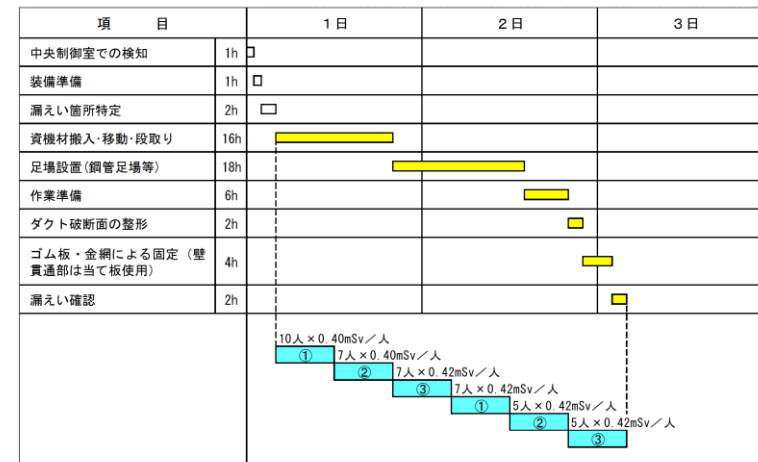 項　　目 1日 2日 3日
中央制御室での検知 1h
装備準備 1h
漏えい箇所特定 2h
資機材搬入・移動・段取り 16h
足場設置(鋼管足場等) 18h
作業準備 6h
ダクト破断面の整形 2h
ゴム板・金網による固定（壁
貫通部は当て板使用） 4h
漏えい確認 2h
10人×0.40mSv／人
① 7人×0.40mSv／人
② 7人×0.42mSv／人
③ 7人×0.42mSv／人
① 5人×0.42mSv／人
② 5人×0.42mSv／人
③